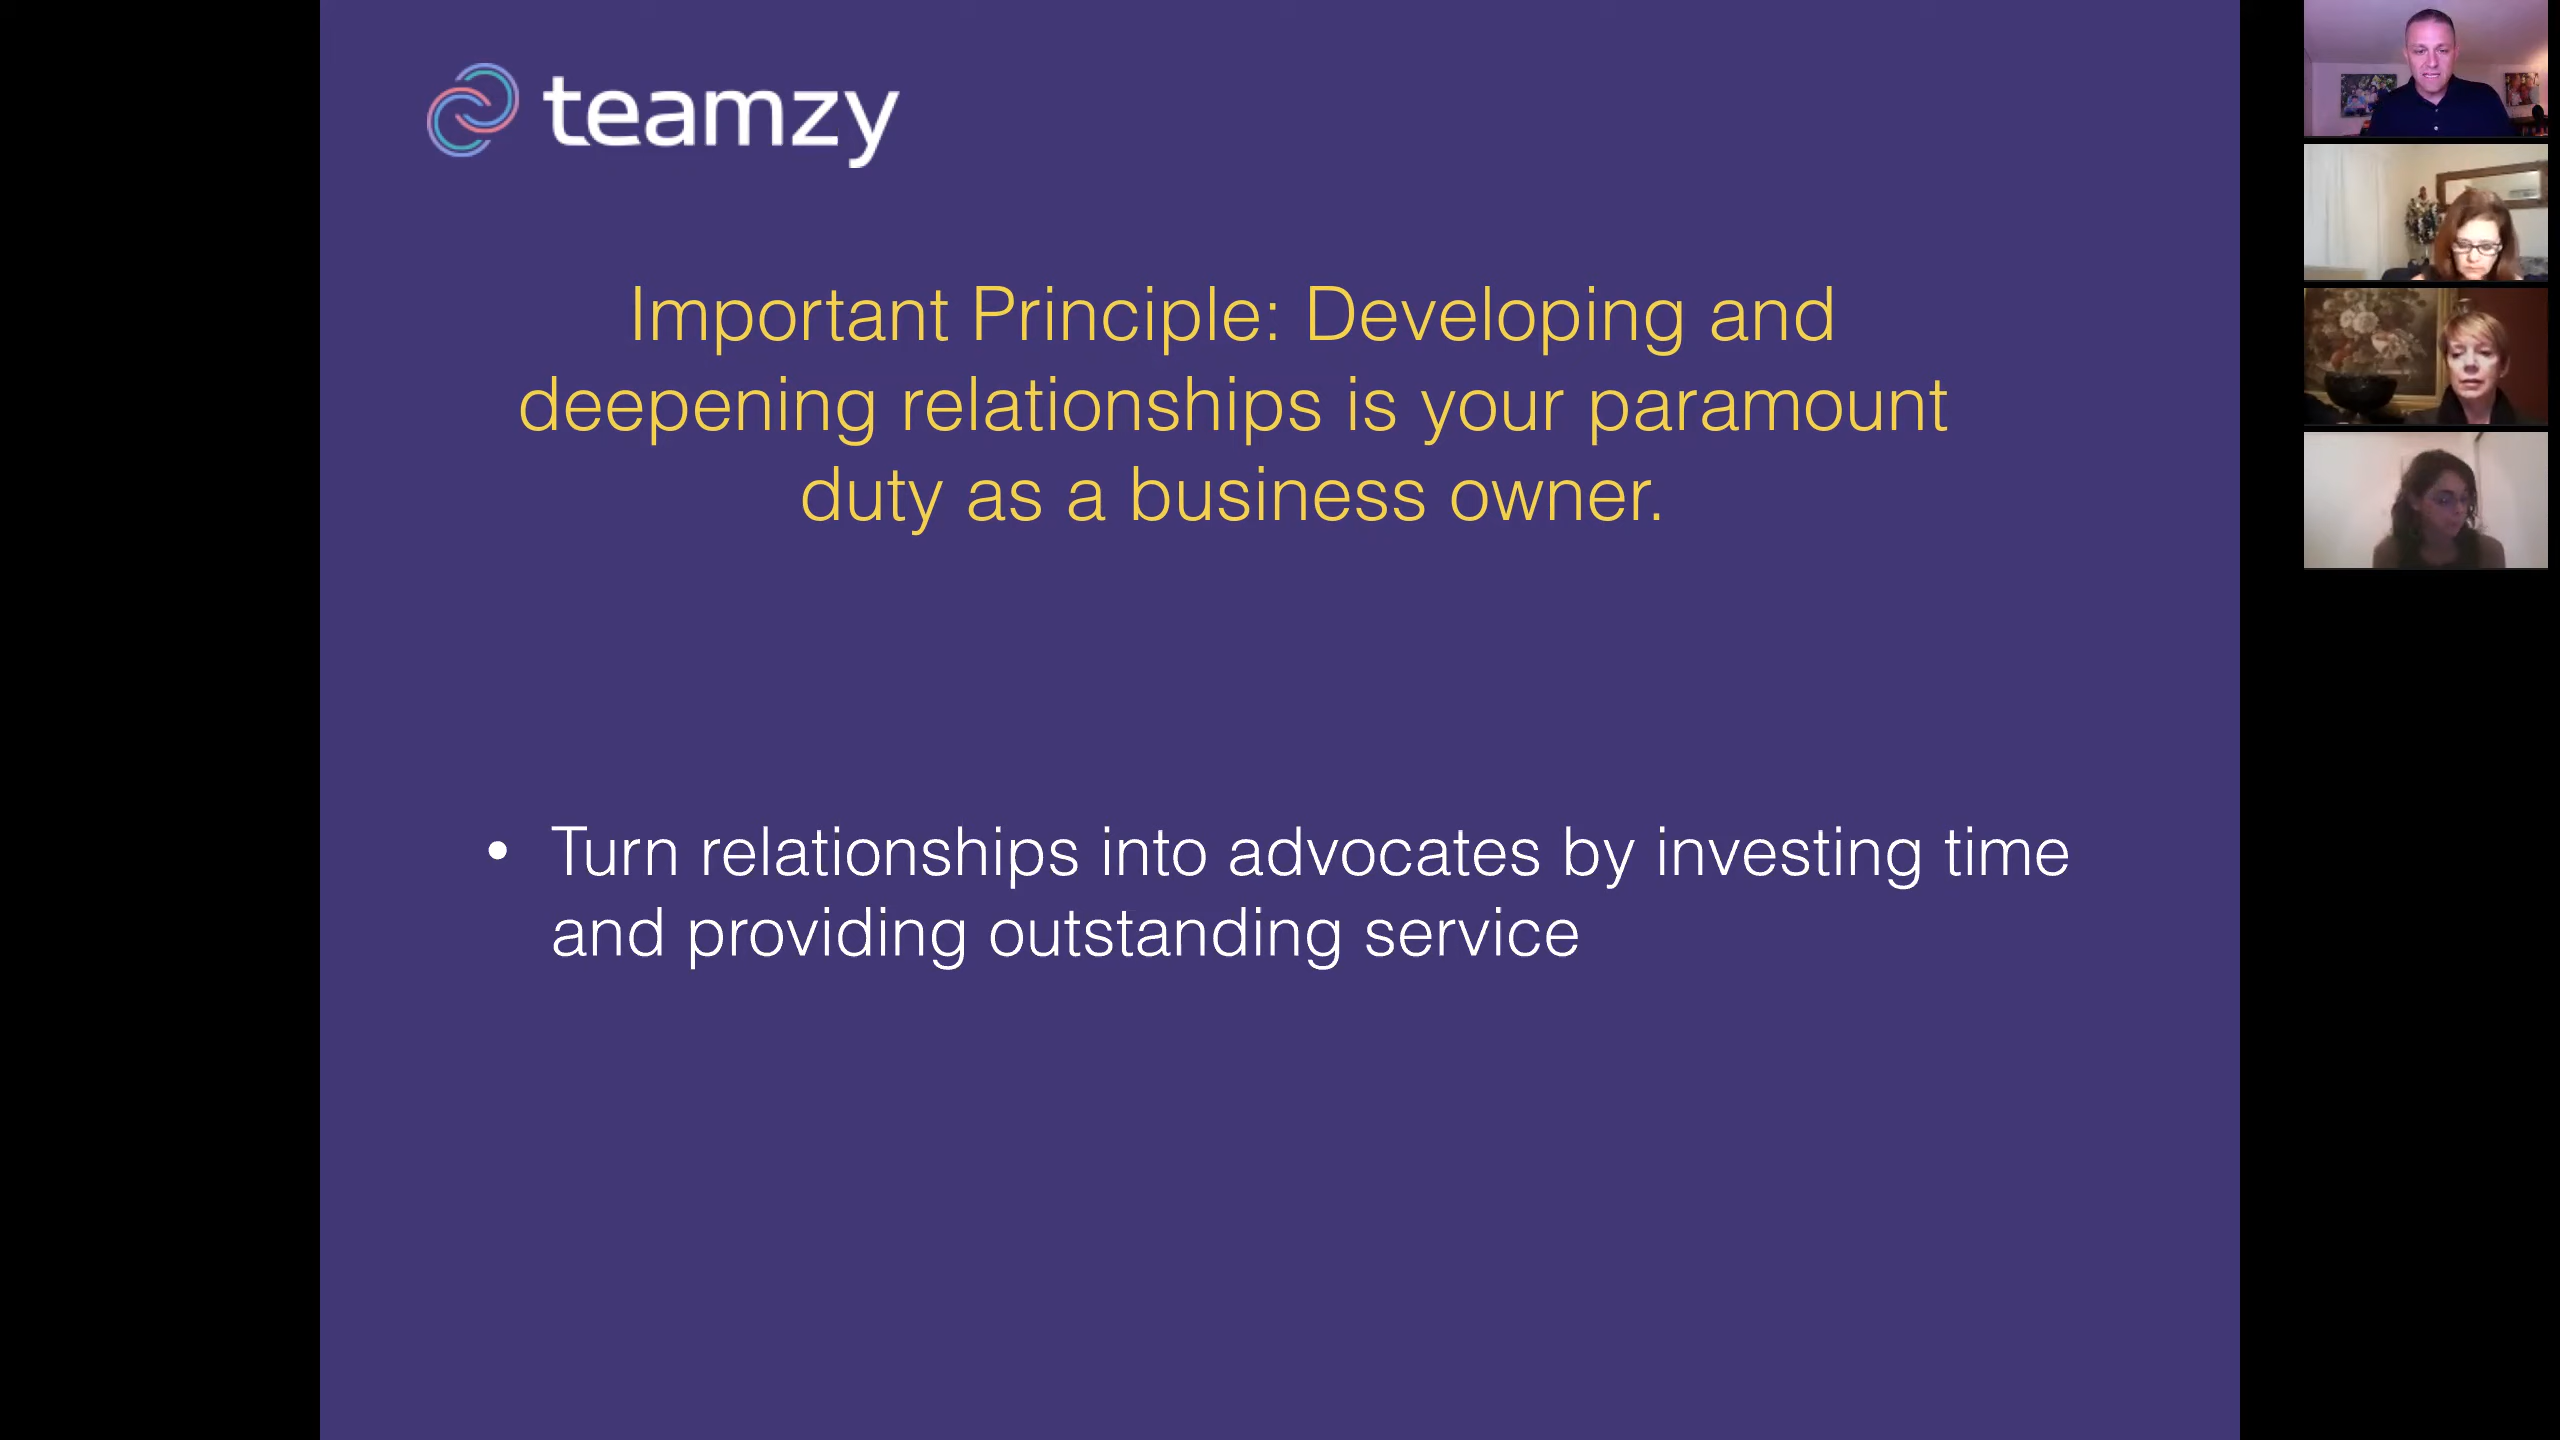 teamzy
Important Principle: Developing and
deepening relationships is your paramount
duty as a business owner.
• Turn relationships into advocates by investing time
and providing outstanding service